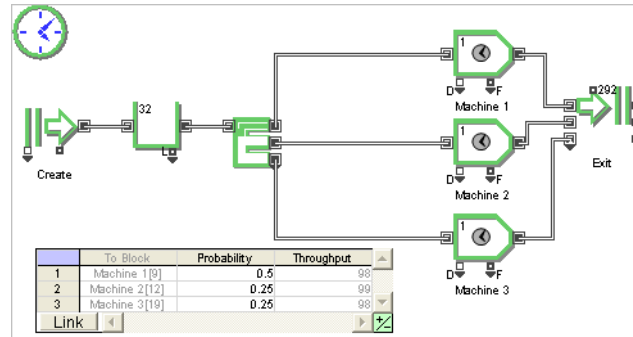 1
Machine 1
D F
32
L
Create
292
Exit
1
Machine 2
D F
1
Machine 3
D F
To Block Probability Throughput
1 Machine 1[9] 0.5 98
2 Machine 2[12] 0.25 99
3 Machine 3[19] 0.25 98
Link